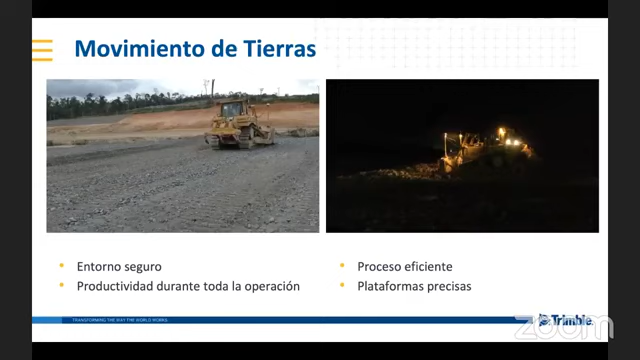 Movimiento de Tierras
Entorno seguro
Productividad durante toda la operación
Proceso eficiente
Plataformas precisas
TRANSFORMING THE WAY THE WORLD WORKS
Trimble.
zoom